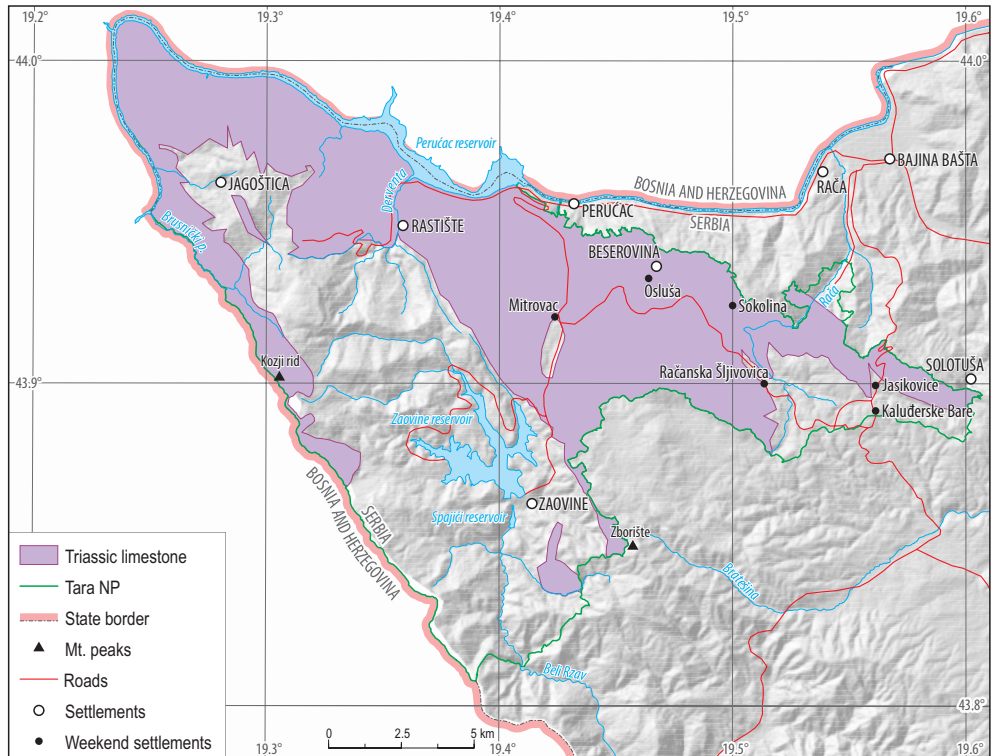 19.2° 19.3° 19.4° 19.5° 19.6°
44.0° 44.0°
Perućac reservoir
BAJINA BAŠTA
RAČA
JAGOŠTICA
BOSNIA AND HERZEGOVINA
Derventa
PERUĆAC
SERBIA
Brusnički p.
RASTIŠTE
BESEROVINA
Osluša
Rača
Mitrovac
Sokolina
Kozji rid
SOLOTUŠA
Račanska Šljivovica
43.9° Jasikovice
Zaovine reservoir
Kaluđerske Bare
BOSNIA AND HERZEGOVINA
SERBIA
ZAOVINE
Spajići reservoir
Zborište
Bratešina
Beli Rzav
Triassic limestone
Tara NP
State border
Mt. peaks
Roads
Settlements
Weekend settlements
43.8°
0 2.5 5 km
19.3° 19.4° 19.5° 19.6°